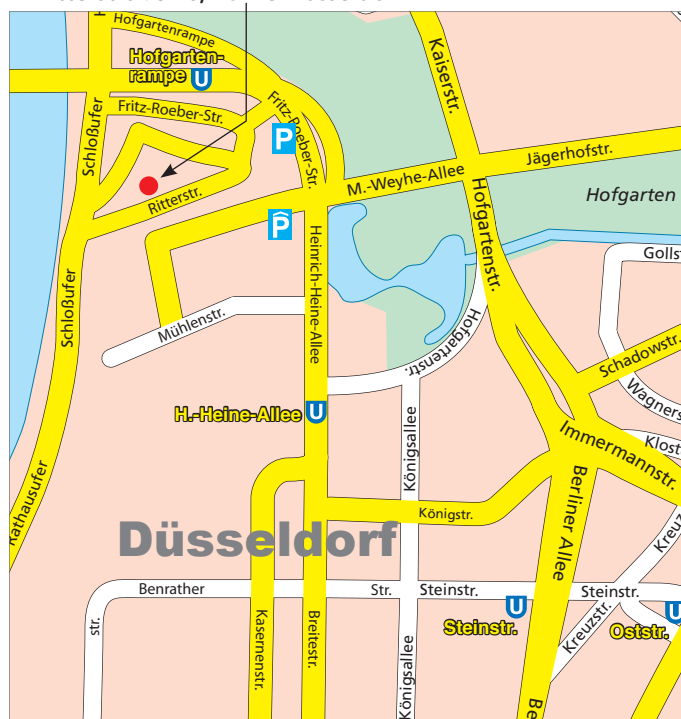 Hofgartenrampe
Hofgarten-
rampe
U
Fritz-Roeber-Str.
Fritz-Roeber-Str.
Kaiserstr.
Schloßufer
P
Jägerhofstr.
M.-Weyhe-Allee
Ritterstr.
Hofgarten
P
Hofgartenstr.
Heinrich-Heine-Allee
Golls
Schloßufer
Mühlenstr.
Hofgartenstr.
Schadowstr.
Wagners
H.-Heine-Allee
U
Königsallee
Immermannstr.
Klost
Rathausufer
Berliner Allee
Königstr.
Kreuz
Düsseldorf
Benrather
Str.
Steinstr.
Steinstr.
str.
Kasernenstr.
Breitestr.
Königsallee
U
Steinstr.
Kreuzstr.
U
Oststr.
Be